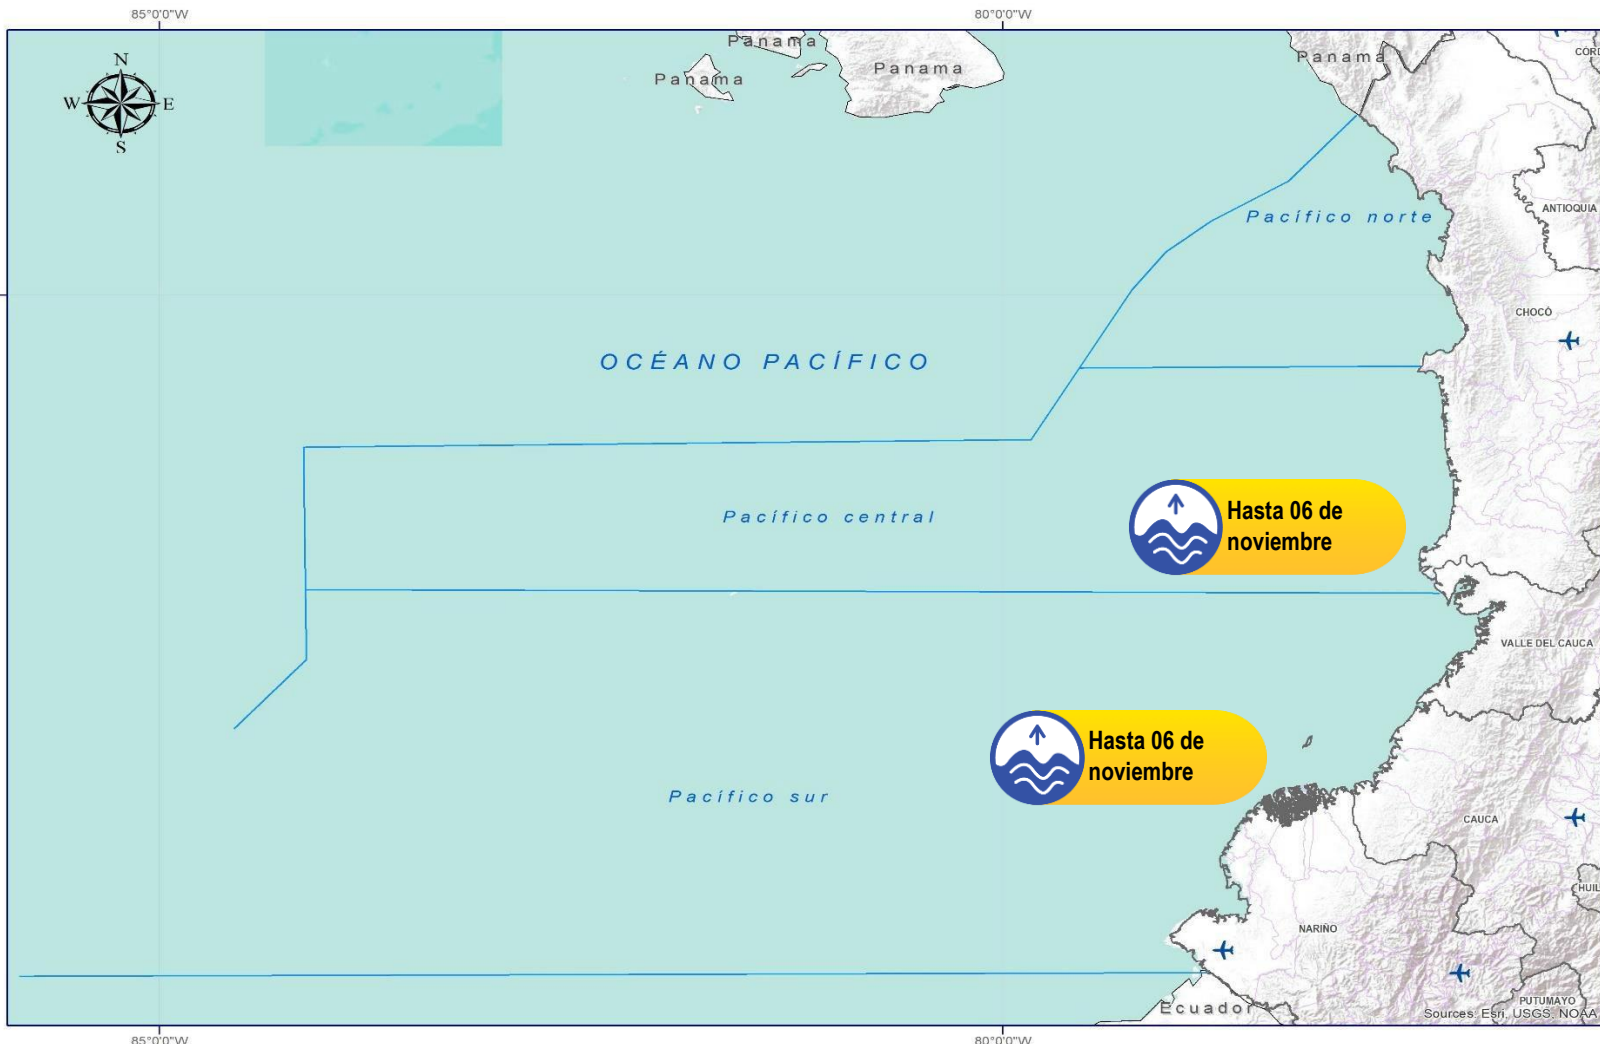 85°0'0"W
80°0'0"W
N
W
E
S
Panama
Panama
Panama
Panama
CÓRD
Pacífico norte
ANTIOQUIA
CHOCÓ
OCÉANO PACÍFICO
Pacífico central
Hasta 06 de
noviembre
VALLE DEL CAUCA
Hasta 06 de
noviembre
Pacífico sur
CAUCA
HUIL
NARIÑO
PUTUMAYO
Ecuador
Sources: Esri, USGS, NOAA
85°0'0"W
80°0'0"W